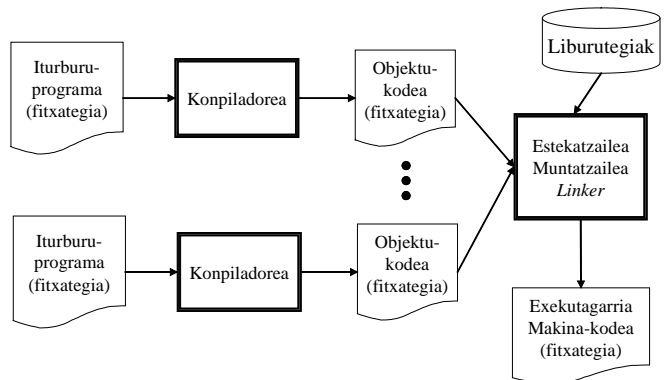 Liburutegiak
Iturburu-
programa
(fitxategia)
Konpiladorea
Objektu-
kodea
(fitxategia)
Estekatzailea
Muntatzailea
Linker
Iturburu-
programa
(fitxategia)
Konpiladorea
Objektu-
kodea
(fitxategia)
Exekutagarria
Makina-kodea
(fitxategia)